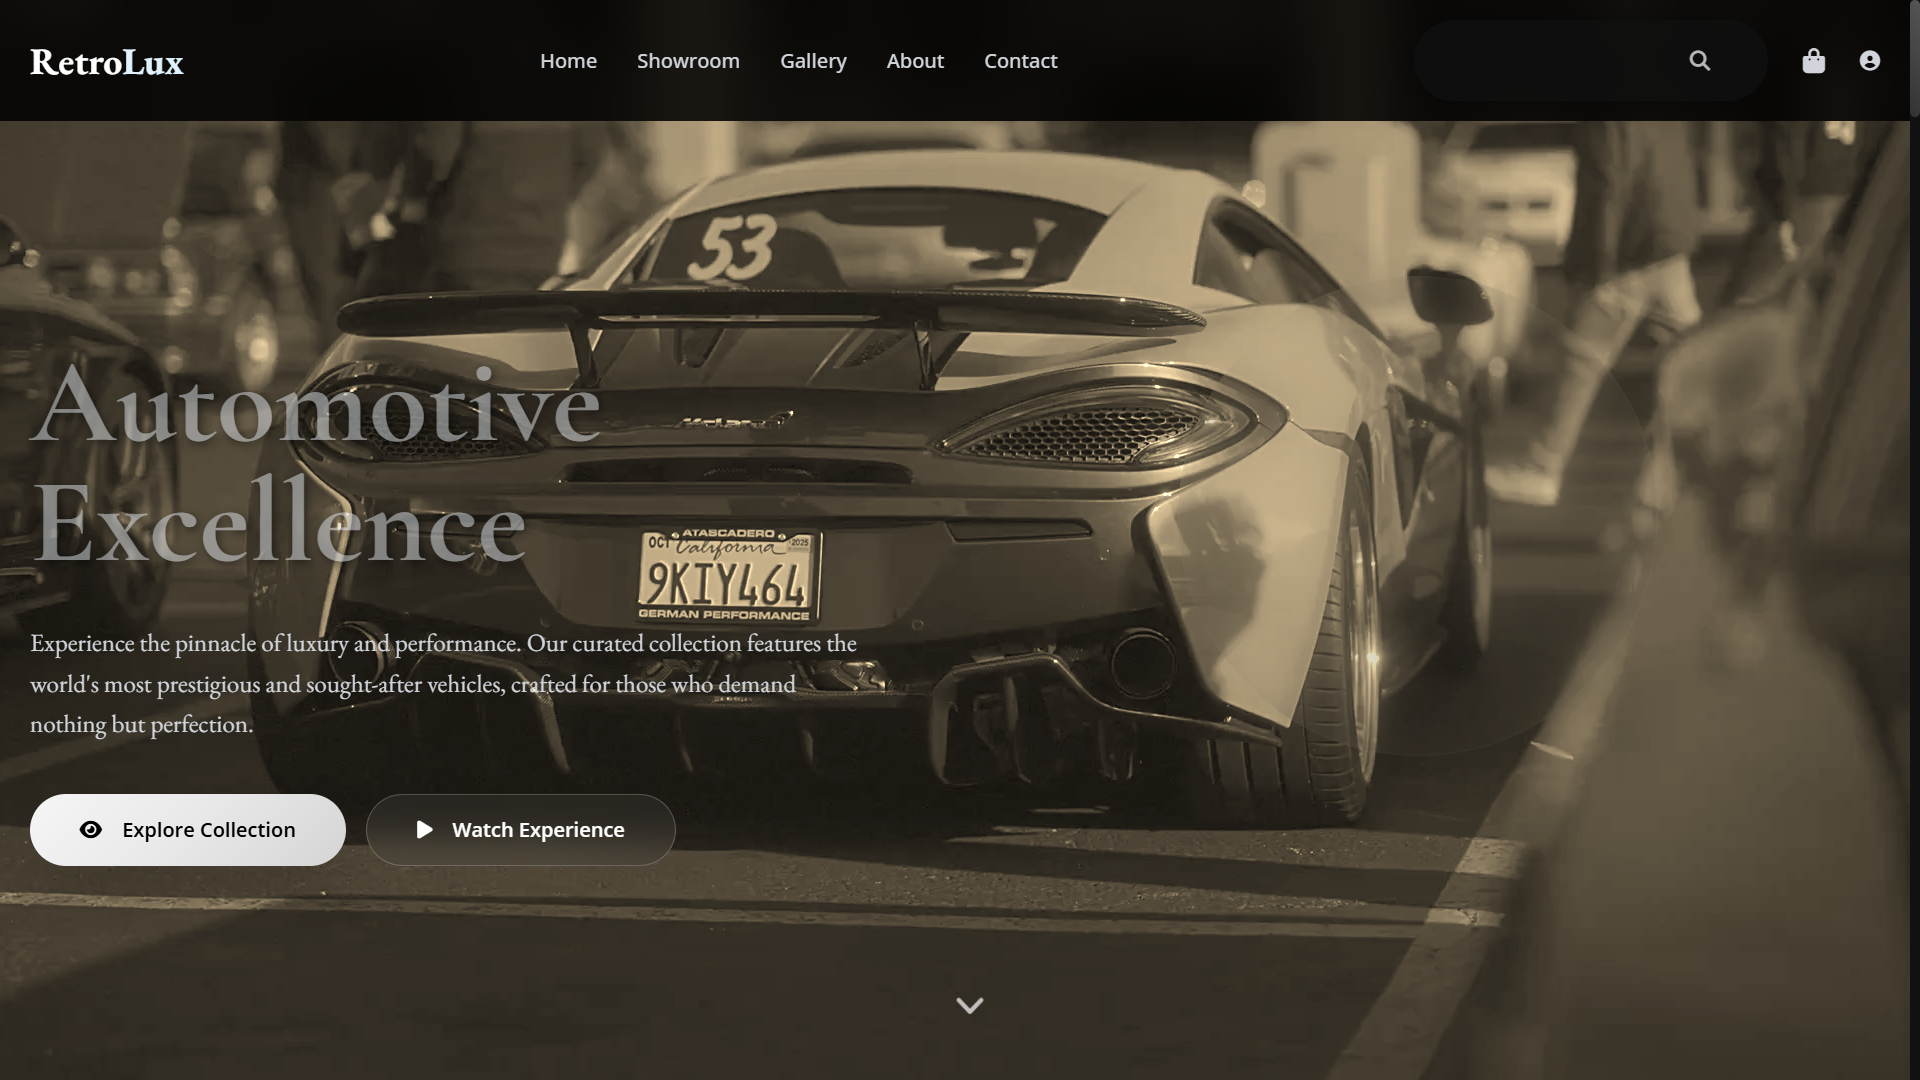 RetroLux
Home
Showroom
Gallery
About
Contact
53
Automotive
Excellence
ATASCADERO
OCT California 2025
9KIY464
GERMAN PERFORMANCE
Experience the pinnacle of luxury and performance. Our curated collection features the
world's most prestigious and sought-after vehicles, crafted for those who demand
nothing but perfection.
Explore Collection
Watch Experience